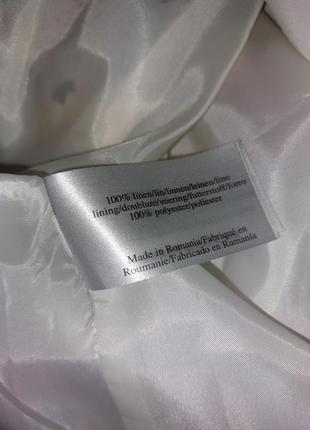 100% linen/lin/linnen/leinen/lino
lining/doublure/voering/futterstoff/forro
100% polyester/poliester
Made in Romania/Fabriqué en
Roumanie/Fabricado en Rumania